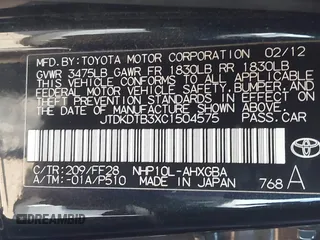 MFD.BY:TOYOTA MOTOR CORPORATION 02/12
GVWR 3475LB GAWR FR 1830LB RR 1830LB
THIS VEHICLE CONFORMS TO ALL APPLICABLE
FEDERAL MOTOR VEHICLE SAFETY, BUMPER, AND
THEFT PREVENTION STANDARDS IN EFFECT ON
THE DATE OF MANUFACTURE SHOWN ABOVE.
JTDKDTB3XC1504575 PASS.CAR
C/TR:209/FF28 NHP10L-AHXGBA
A/TM:-01A/P510 MADE IN JAPAN 768 A
© DREAMBID